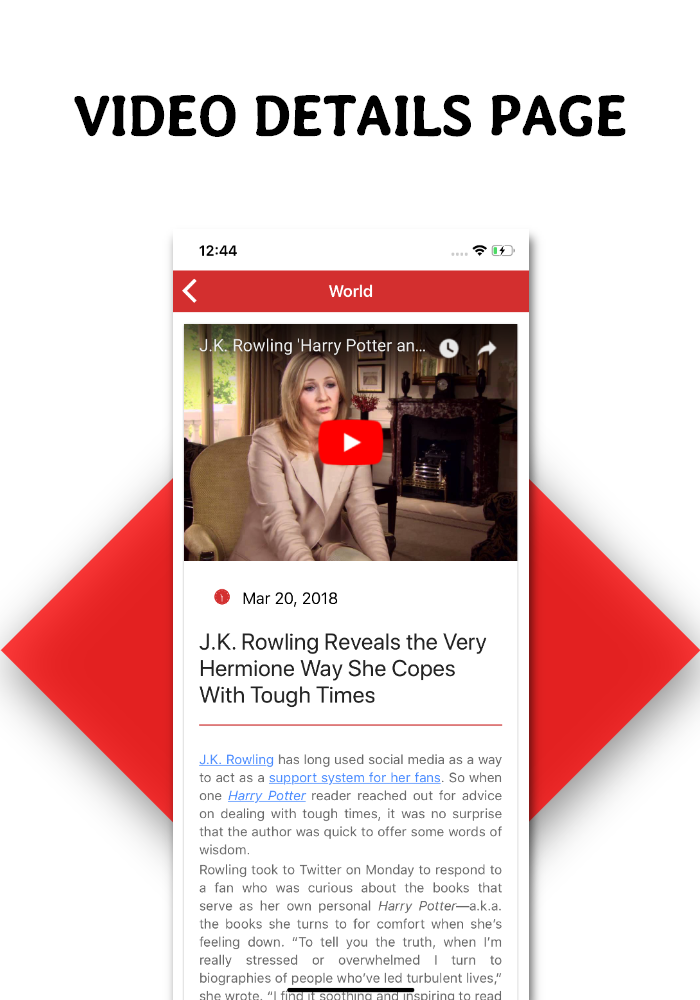 VIDEO DETAILS PAGE
12:44
World
J.K. Rowling 'Harry Potter an...
Mar 20, 2018
J.K. Rowling Reveals the Very
Hermione Way She Copes
With Tough Times
J.K. Rowling has long used social media as a way
to act as a support system for her fans. So when
one Harry Potter reader reached out for advice
on dealing with tough times, it was no surprise
that the author was quick to offer some words of
wisdom.
Rowling took to Twitter on Monday to respond to
a fan who was curious about the books that
serve as her own personal Harry Potter—a.k.a.
the books she turns to for comfort when she’s
feeling down. “To tell you the truth, when I’m
really stressed or overwhelmed I turn to
biographies of people who’ve led turbulent lives,”
she wrote. “I find it soothing and inspiring to read